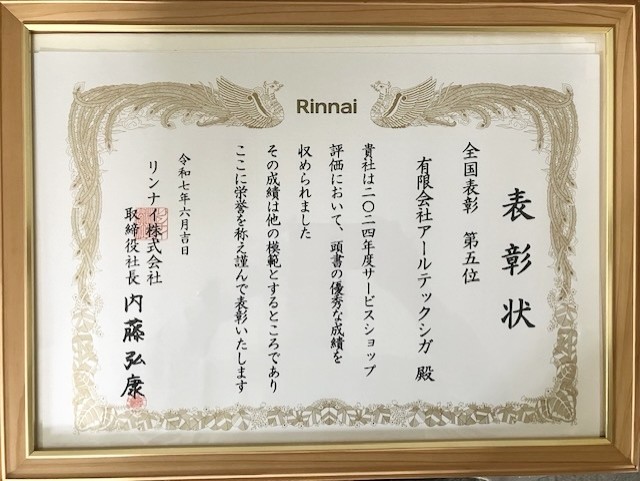 Rinnai
表彰状
全国表彰 第五位
有限会社アールテックシガ 殿
貴社は二〇二四年度サービスショップ
評価において、頭書の優秀な成績を
収められました
その成績は他の模範とするところであり
ここに栄誉を称え謹んで表彰いたします
令和七年六月吉日
リンナイ株式会社
取締役社長 内藤弘康